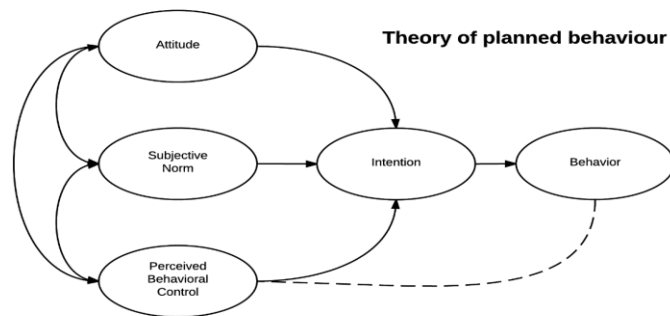 Theory of planned behaviour
Attitude
Subjective
Norm
Intention
Behavior
Perceived
Behavioral
Control